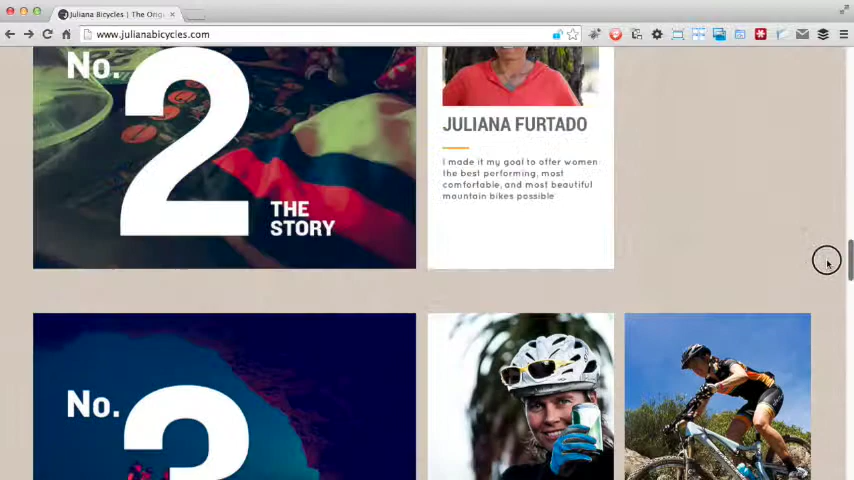 Juliana Bicycles | The Orig
www.julianabicycles.com
No.
2
THE
STORY
JULIANA FURTADO
I made it my goal to offer women
the best performing, most
comfortable, and most beautiful
mountain bikes possible
No.
3